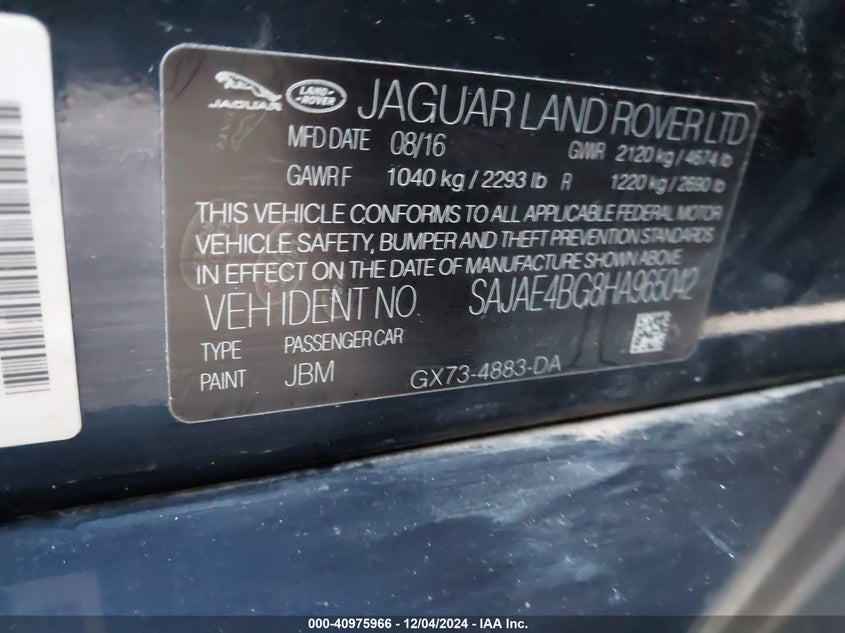 JAGUAR LAND ROVER JAGUAR LAND ROVER LTD
MFD DATE 08/16 GVWR 2120 kg / 4674 lb
GAWR F 1040 kg / 2293 lb R 1220 kg / 2690 lb
THIS VEHICLE CONFORMS TO ALL APPLICABLE FEDERAL MOTOR
VEHICLE SAFETY, BUMPER AND THEFT PREVENTION STANDARDS
IN EFFECT ON THE DATE OF MANUFACTURE SHOWN ABOVE
VEH IDENT NO. SAJAE4BG8HA965042
TYPE PASSENGER CAR
PAINT JBM GX73-4883-DA
000-40975966 - 12/04/2024 - IAA Inc.